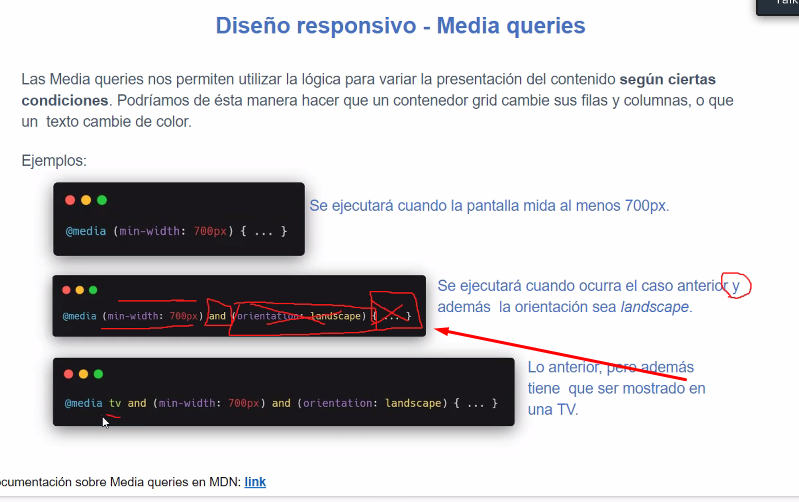 Diseño responsivo - Media queries
Las Media queries nos permiten utilizar la lógica para variar la presentación del contenido según ciertas
condiciones. Podríamos de ésta manera hacer que un contenedor grid cambie sus filas y columnas, o que
un texto cambie de color.
Ejemplos:
@media (min-width: 700px) { ... }
Se ejecutará cuando la pantalla mida al menos 700px.
@media (min-width: 700px) and (orientation: landscape) { ... }
Se ejecutará cuando ocurra el caso anterior y
además la orientación sea landscape.
@media tv and (min-width: 700px) and (orientation: landscape) { ... }
Lo anterior, pero además
tiene que ser mostrado en
una TV.
ocumentación sobre Media queries en MDN: link